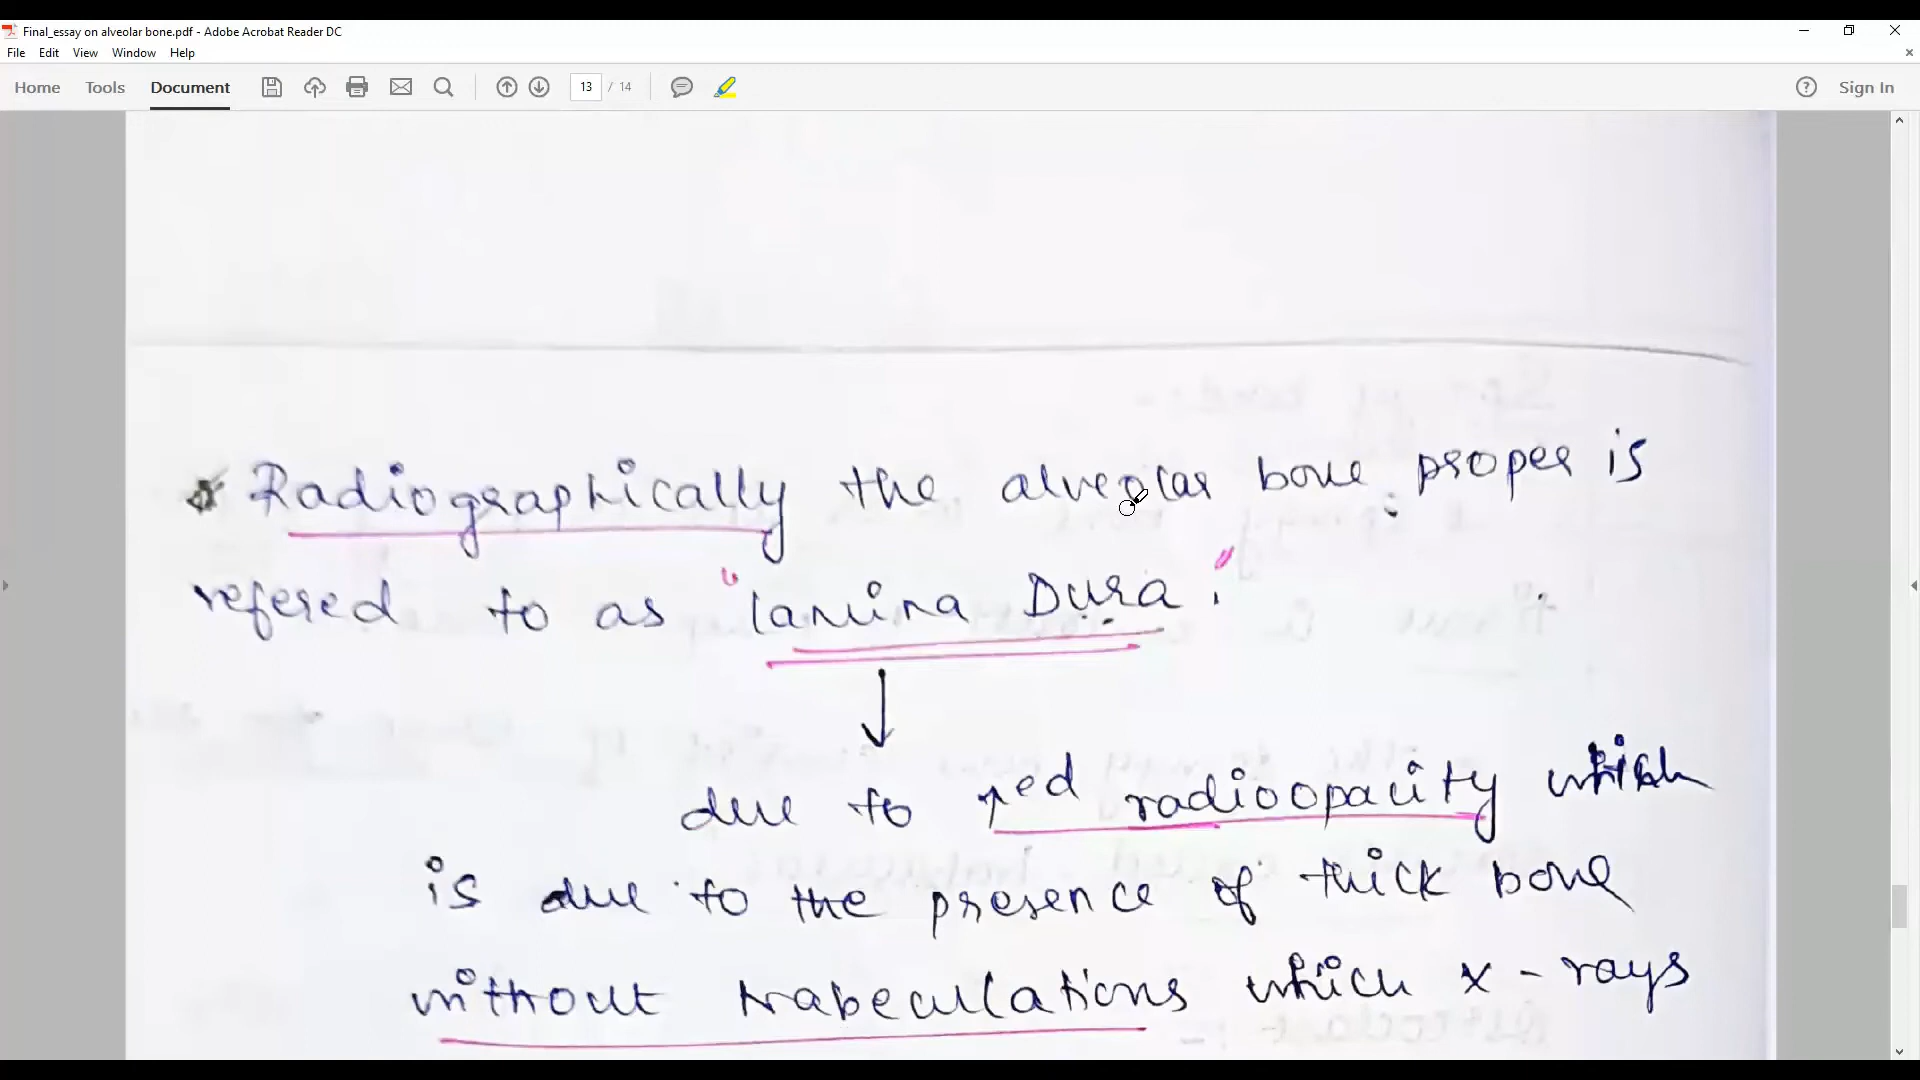 Final_essay on alveolar bone.pdf - Adobe Acrobat Reader DC
File Edit View Window Help
Home Tools Document 13 / 14 Sign In
* Radiographically the alveolar bone proper is
refered to as "lamina Dura."
↓
due to ↑ed radioopacity which
is due to the presence of thick bone
without trabeculations which x-rays